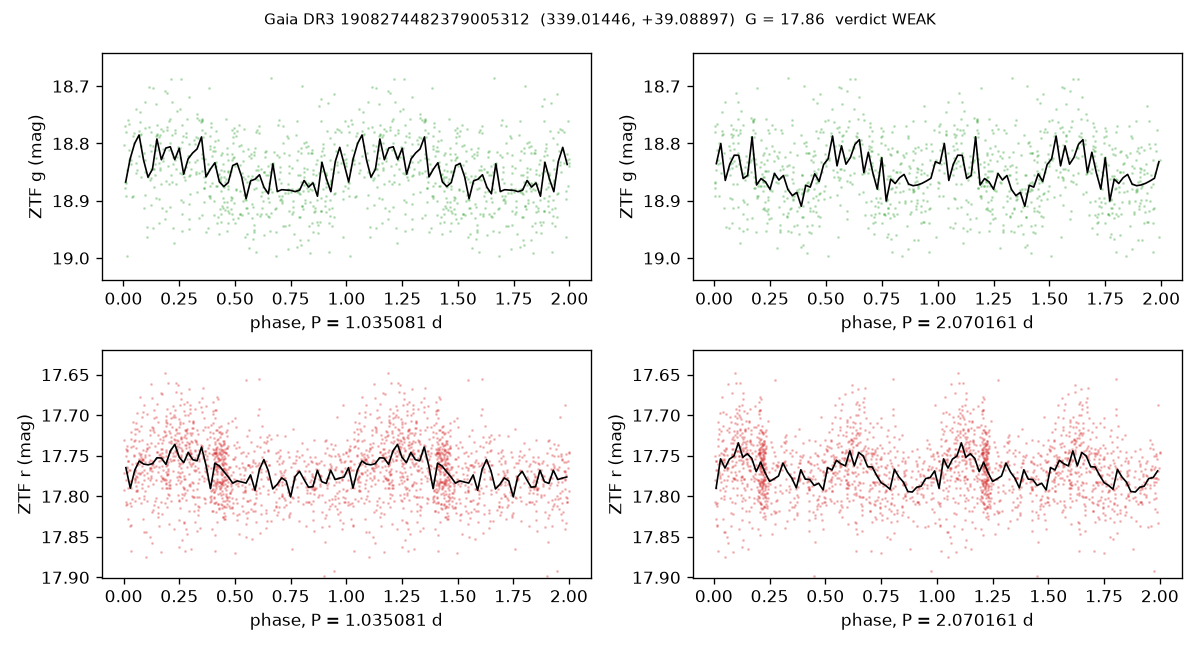 Gaia DR3 1908274482379005312 (339.01446, +39.08897) G = 17.86 verdict WEAK
ZTF g (mag)
18.7
18.8
18.9
19.0
0.00 0.25 0.50 0.75 1.00 1.25 1.50 1.75 2.00
phase, P = 1.035081 d
ZTF g (mag)
18.7
18.8
18.9
19.0
0.00 0.25 0.50 0.75 1.00 1.25 1.50 1.75 2.00
phase, P = 2.070161 d
ZTF r (mag)
17.65
17.70
17.75
17.80
17.85
17.90
0.00 0.25 0.50 0.75 1.00 1.25 1.50 1.75 2.00
phase, P = 1.035081 d
ZTF r (mag)
17.65
17.70
17.75
17.80
17.85
17.90
0.00 0.25 0.50 0.75 1.00 1.25 1.50 1.75 2.00
phase, P = 2.070161 d